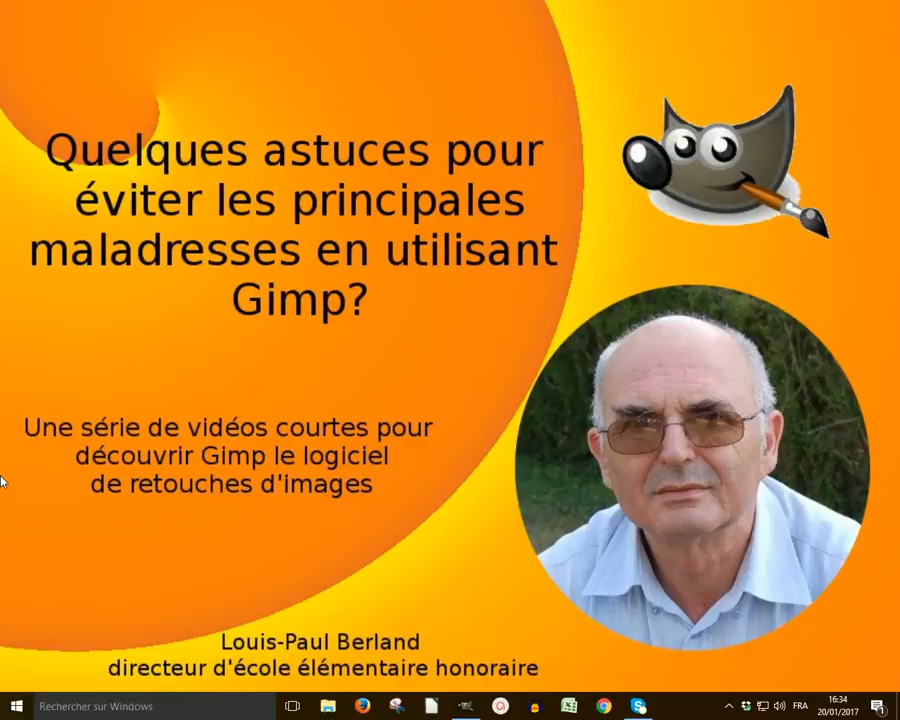 Quelques astuces pour
éviter les principales
maladresses en utilisant
Gimp?
Une série de vidéos courtes pour
découvrir Gimp le logiciel
de retouches d'images
Louis-Paul Berland
directeur d'école élémentaire honoraire
Rechercher sur Windows
FRA
16:34
20/01/2017
1